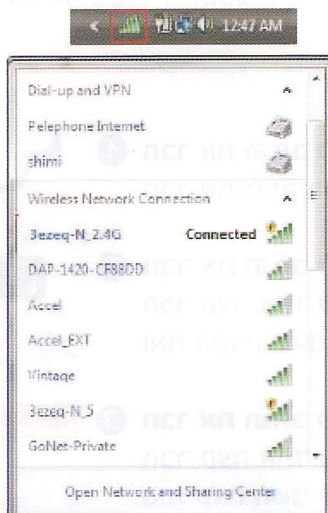 12:47 AM
Dial-up and VPN
Pelephone Internet
shimi
Wireless Network Connection
Bezeq-N_2.4G Connected
DAP-1420-CF88DD
Accel
Accel_EXT
Vintage
Bezeq-N_5
GoNet-Private
Open Network and Sharing Center